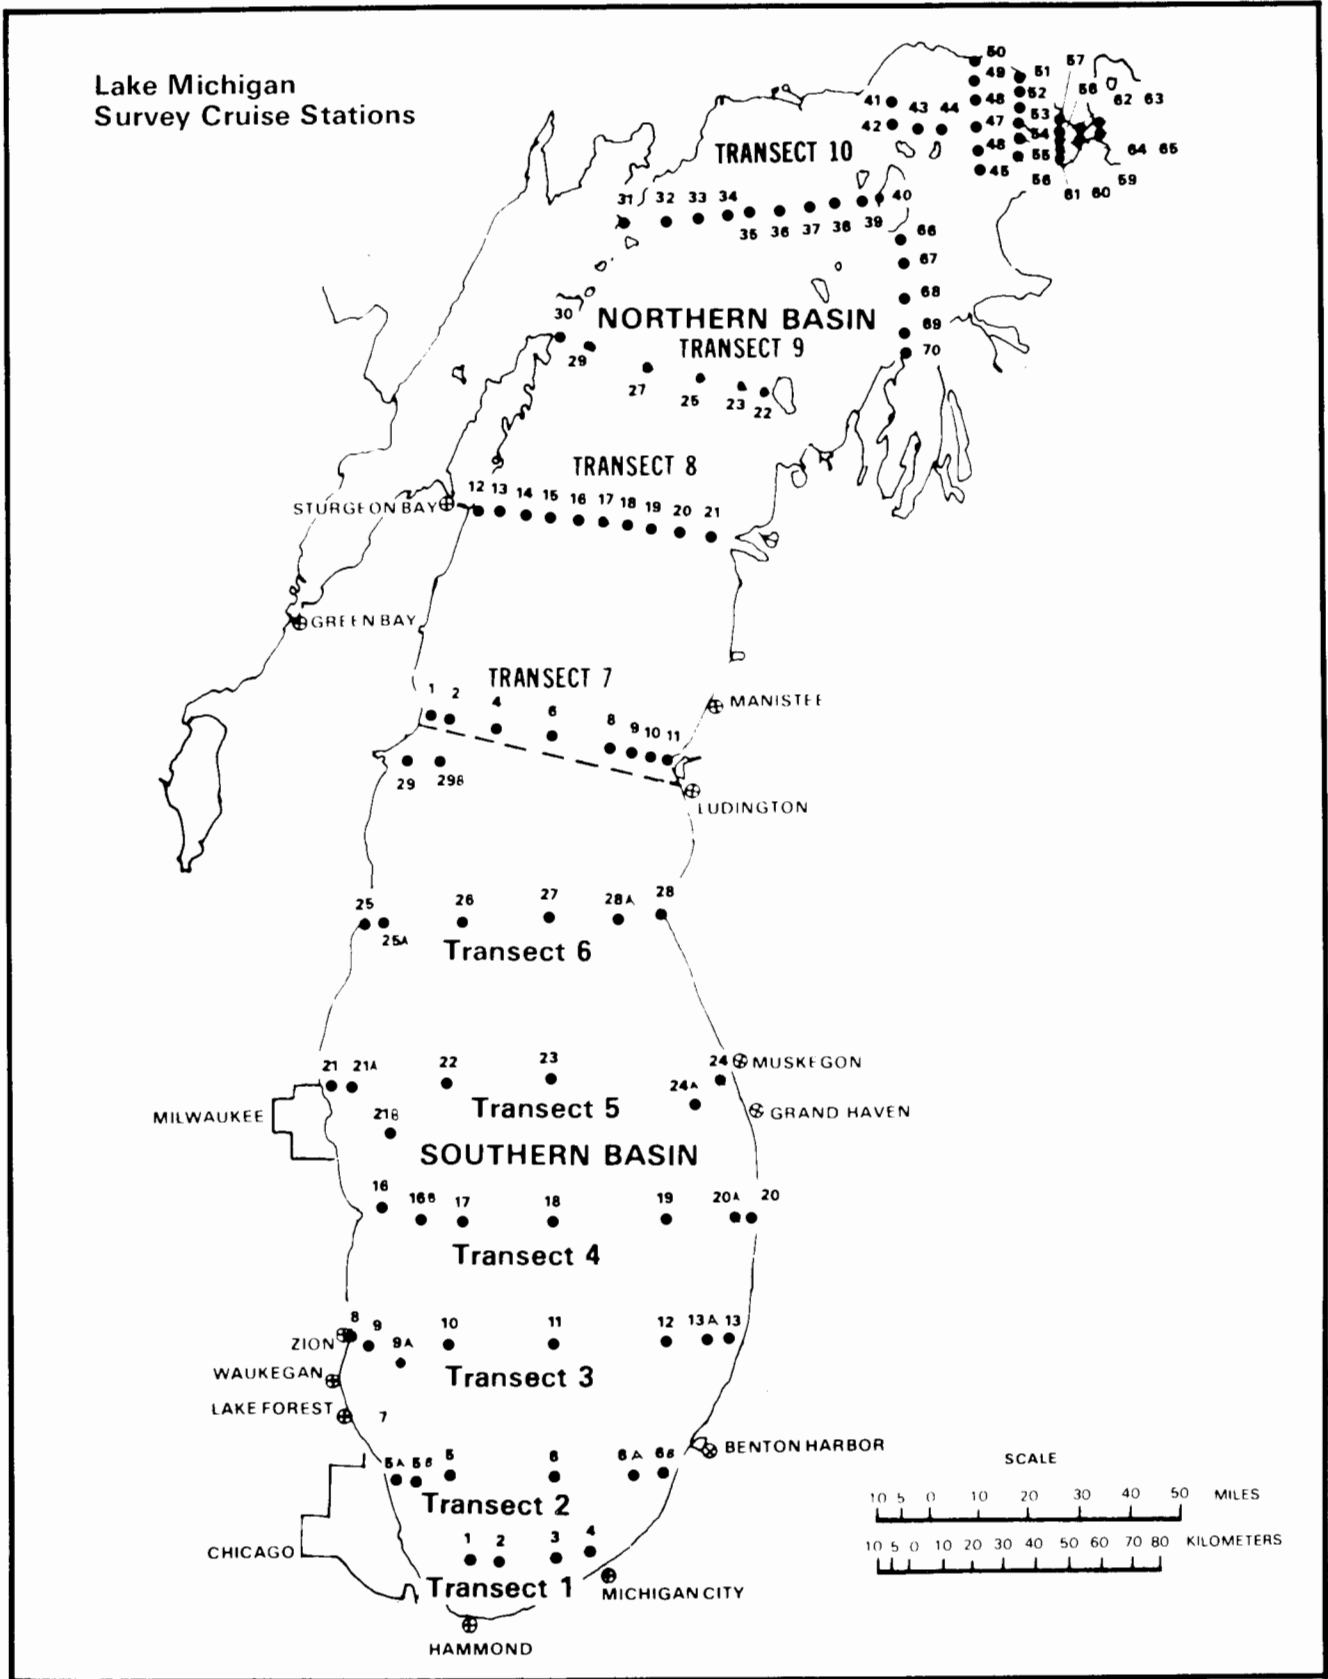 Lake Michigan
Survey Cruise Stations
50
49
48
47
48
45
51
52
53
54
55
56
57
58
62 63
64 65
59
61 60
41
42
43 44
TRANSECT 10
31 32 33 34
35 36 37 38 39
40
66
67
68
69
70
NORTHERN BASIN
30
29
TRANSECT 9
27 25 23 22
TRANSECT 8
12 13 14 15 16 17 18 19 20 21
STURGEON BAY
GREEN BAY
TRANSECT 7
1 2 4 6 8 9 10 11
MANISTEE
29 29B
LUDINGTON
25 26 27 28A 28
25A
Transect 6
21 21A 22 23 24
MUSKEGON
24A
Transect 5
GRAND HAVEN
MILWAUKEE
21B
SOUTHERN BASIN
16 16B 17 18 19 20A 20
Transect 4
8 9 9A 10 11 12 13A 13
ZION
WAUKEGAN
Transect 3
LAKE FOREST
7
BENTON HARBOR
5A 5B 5 6 6A 6B
Transect 2
SCALE
10 5 0 10 20 30 40 50 MILES
10 5 0 10 20 30 40 50 60 70 80 KILOMETERS
1 2 3 4
CHICAGO
Transect 1
MICHIGAN CITY
HAMMOND